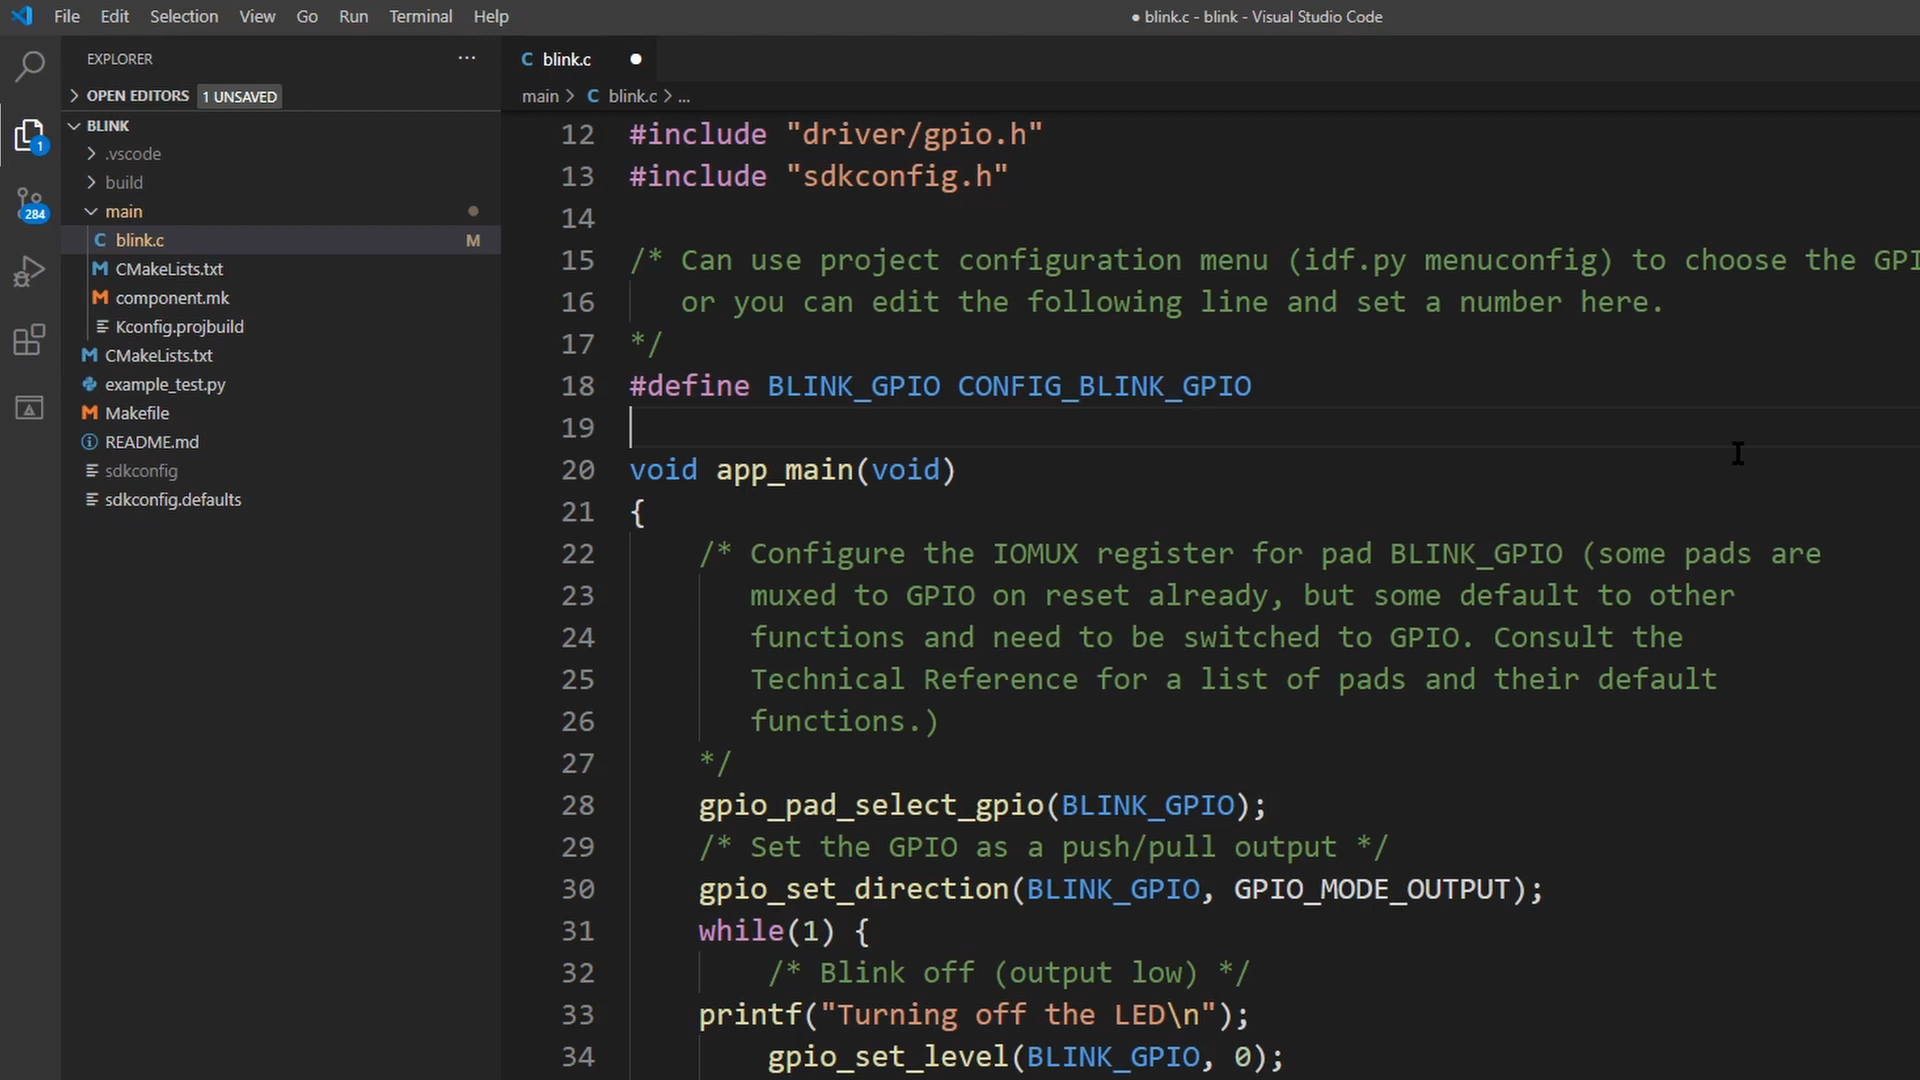 File Edit Selection View Go Run Terminal Help
● blink.c - blink - Visual Studio Code
EXPLORER ···
OPEN EDITORS 1 UNSAVED
BLINK
.vscode
build
main
C blink.c M
M CMakeLists.txt
M component.mk
Kconfig.projbuild
M CMakeLists.txt
example_test.py
M Makefile
README.md
sdkconfig
sdkconfig.defaults
1
284
C blink.c ●
main > C blink.c > ...
12 #include "driver/gpio.h"
13 #include "sdkconfig.h"
14
15 /* Can use project configuration menu (idf.py menuconfig) to choose the GPI
16 or you can edit the following line and set a number here.
17 */
18 #define BLINK_GPIO CONFIG_BLINK_GPIO
19
20 void app_main(void)
21 {
22 /* Configure the IOMUX register for pad BLINK_GPIO (some pads are
23 muxed to GPIO on reset already, but some default to other
24 functions and need to be switched to GPIO. Consult the
25 Technical Reference for a list of pads and their default
26 functions.)
27 */
28 gpio_pad_select_gpio(BLINK_GPIO);
29 /* Set the GPIO as a push/pull output */
30 gpio_set_direction(BLINK_GPIO, GPIO_MODE_OUTPUT);
31 while(1) {
32 /* Blink off (output low) */
33 printf("Turning off the LED\n");
34 gpio_set_level(BLINK_GPIO, 0);